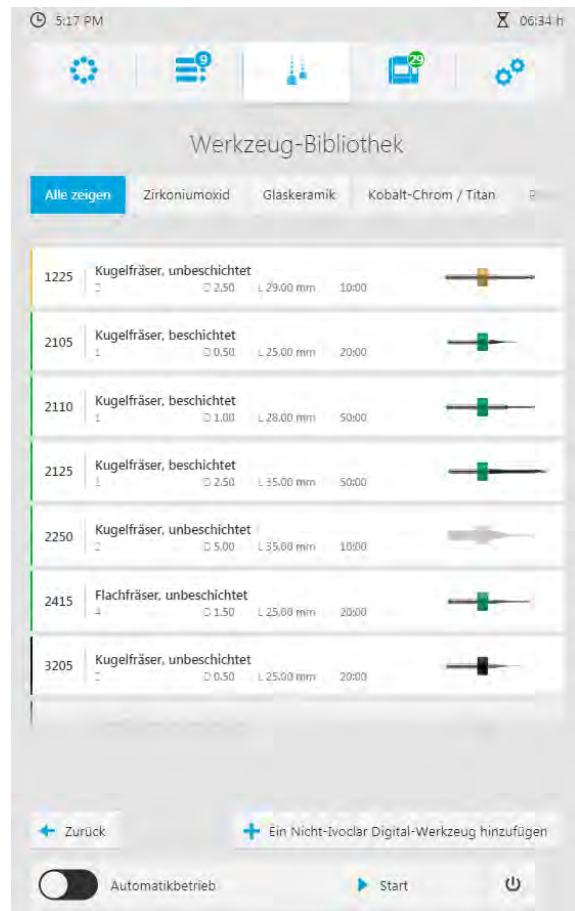 5:17 PM 06:34 h
9 29
Werkzeug-Bibliothek
Alle zeigen Zirkoniumoxid Glaskeramik Kobalt-Chrom / Titan
1225 Kugelfräser, unbeschichtet
2 D 2.50 L 29.00 mm 10:00
2105 Kugelfräser, beschichtet
1 D 0.50 L 25.00 mm 20:00
2110 Kugelfräser, beschichtet
1 D 1.00 L 28.00 mm 50:00
2125 Kugelfräser, beschichtet
1 D 2.50 L 35.00 mm 50:00
2250 Kugelfräser, unbeschichtet
2 D 5.00 L 35.00 mm 10:00
2415 Flachfräser, unbeschichtet
4 D 1.50 L 25.00 mm 20:00
3205 Kugelfräser, unbeschichtet
2 D 0.50 L 25.00 mm 20:00
Zurück Ein Nicht-Ivoclar Digital-Werkzeug hinzufügen
Automatikbetrieb Start